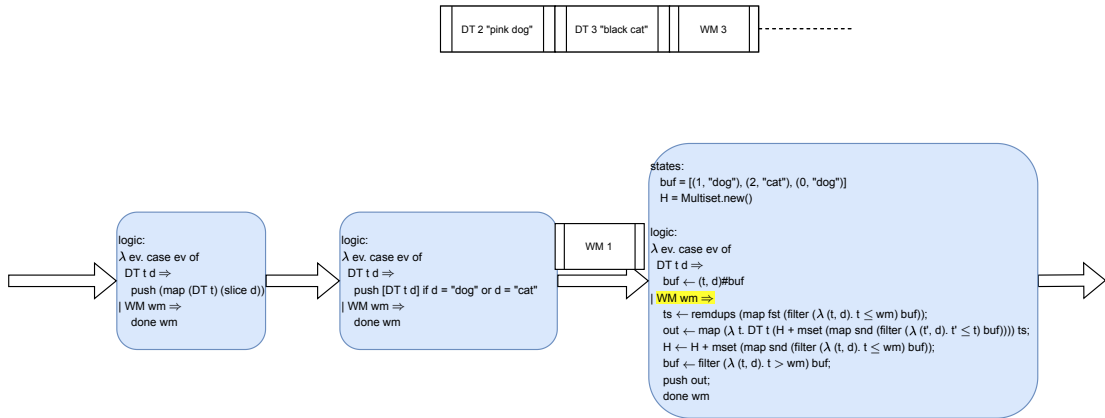 DT 2 "pink dog" DT 3 "black cat" WM 3
states:
buf = [(1, "dog"), (2, "cat"), (0, "dog")]
H = Multiset.new()
WM 1
logic:
λ ev. case ev of
DT t d ⇒
push (map (DT t) (slice d))
| WM wm ⇒
done wm
logic:
λ ev. case ev of
DT t d ⇒
push [DT t d] if d = "dog" or d = "cat"
| WM wm ⇒
done wm
logic:
λ ev. case ev of
DT t d ⇒
buf ← (t, d)#buf
| WM wm ⇒
ts ← remdups (map fst (filter (λ (t, d). t ≤ wm) buf));
out ← map (λ t. DT t (H + mset (map snd (filter (λ (t', d). t' ≤ t) buf)))) ts;
H ← H + mset (map snd (filter (λ (t, d). t ≤ wm) buf));
buf ← filter (λ (t, d). t > wm) buf;
push out;
done wm